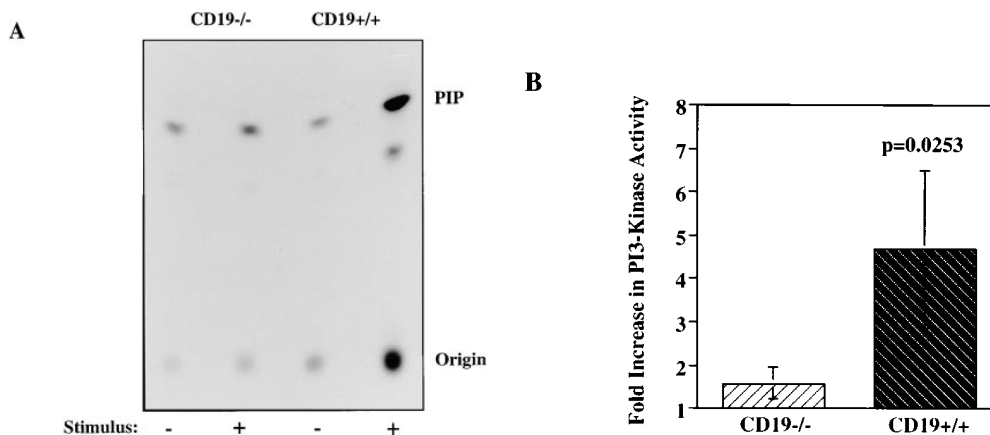 A
CD19-/- CD19+/+
PIP
Origin
Stimulus: - + - +
B
Fold Increase in PI3-Kinase Activity
8
7
6
5
4
3
2
1
p=0.0253
CD19-/- CD19+/+